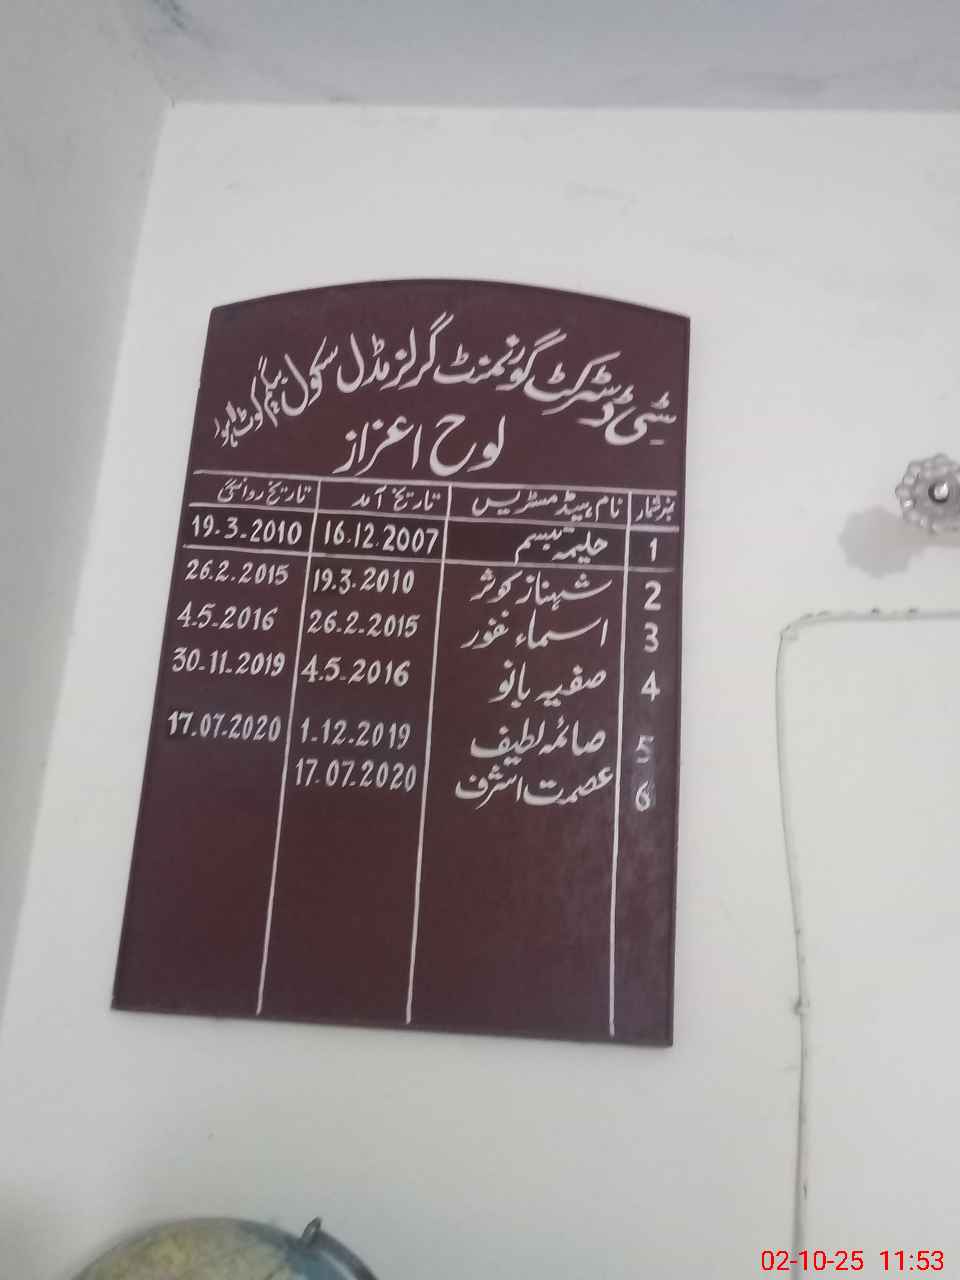 سٹی ڈسٹرکٹ گورنمنٹ گرلز مڈل سکول بیگم کوٹ لاہور
لوح اعزاز
نمبر شمار نام ہیڈ مسٹریس تاریخ آمد تاریخ روانگی
1 حلیمہ تبسم 16.12.2007 19.3.2010
2 شہناز کوثر 19.3.2010 26.2.2015
3 اسماء غفور 26.2.2015 4.5.2016
4 صفیہ بانو 4.5.2016 30.11.2019
5 صائمہ لطیف 1.12.2019 17.07.2020
6 عصمت اشرف 17.07.2020
02-10-25 11:53